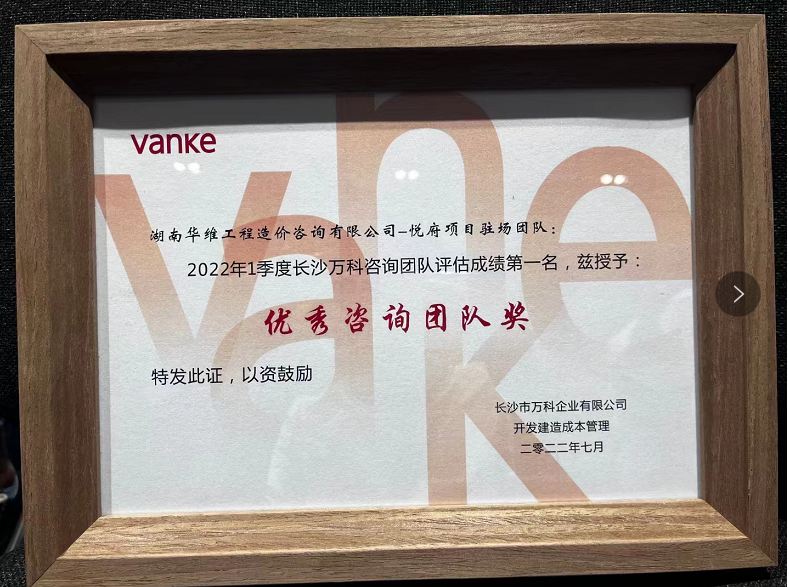 vanke
湖南华维工程造价咨询有限公司-悦府项目驻场团队：
2022年1季度长沙万科咨询团队评估成绩第一名，兹授予：
优秀咨询团队奖
特发此证，以资鼓励
长沙市万科企业有限公司
开发建造成本管理
二零二二年七月
vanke